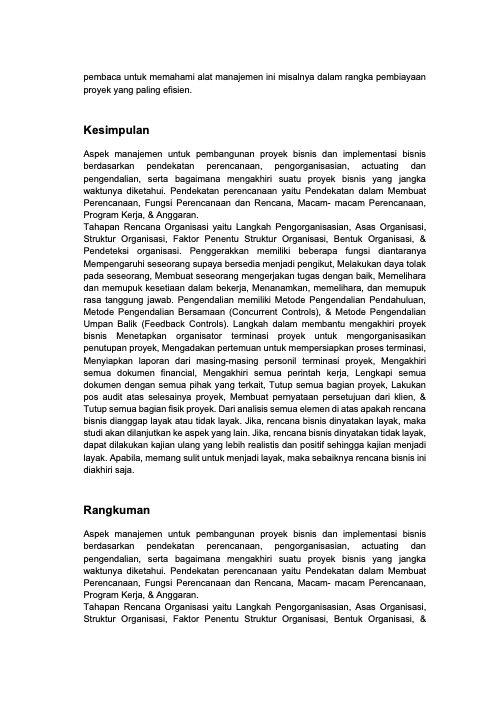 pembaca untuk memahami alat manajemen ini misalnya dalam rangka pembiayaan
proyek yang paling efisien.
Kesimpulan
Aspek manajemen untuk pembangunan proyek bisnis dan implementasi bisnis
berdasarkan pendekatan perencanaan, pengorganisasian, actuating dan
pengendalian, serta bagaimana mengakhiri suatu proyek bisnis yang jangka
waktunya diketahui. Pendekatan perencanaan yaitu Pendekatan dalam Membuat
Perencanaan, Fungsi Perencanaan dan Rencana, Macam- macam Perencanaan,
Program Kerja, & Anggaran.
Tahapan Rencana Organisasi yaitu Langkah Pengorganisasian, Asas Organisasi,
Struktur Organisasi, Faktor Penentu Struktur Organisasi, Bentuk Organisasi, &
Pendeteksi organisasi. Penggerakkan memiliki beberapa fungsi diantaranya
Mempengaruhi seseorang supaya bersedia menjadi pengikut, Melakukan daya tolak
pada seseorang, Membuat seseorang mengerjakan tugas dengan baik, Memelihara
dan memupuk kesetiaan dalam bekerja, Menanamkan, memelihara, dan memupuk
rasa tanggung jawab. Pengendalian memiliki Metode Pengendalian Pendahuluan,
Metode Pengendalian Bersamaan (Concurrent Controls), & Metode Pengendalian
Umpan Balik (Feedback Controls). Langkah dalam membantu mengakhiri proyek
bisnis Menetapkan organisator terminasi proyek untuk mengorganisasikan
penutupan proyek, Mengadakan pertemuan untuk mempersiapkan proses terminasi,
Menyiapkan laporan dari masing-masing personil terminasi proyek, Mengakhiri
semua dokumen financial, Mengakhiri semua perintah kerja, Lengkapi semua
dokumen dengan semua pihak yang terkait, Tutup semua bagian proyek, Lakukan
pos audit atas selesainya proyek, Membuat pernyataan persetujuan dari klien, &
Tutup semua bagian fisik proyek. Dari analisis semua elemen di atas apakah rencana
bisnis dianggap layak atau tidak layak. Jika, rencana bisnis dinyatakan layak, maka
studi akan dilanjutkan ke aspek yang lain. Jika, rencana bisnis dinyatakan tidak layak,
dapat dilakukan kajian ulang yang lebih realistis dan positif sehingga kajian menjadi
layak. Apabila, memang sulit untuk menjadi layak, maka sebaiknya rencana bisnis ini
diakhiri saja.
Rangkuman
Aspek manajemen untuk pembangunan proyek bisnis dan implementasi bisnis
berdasarkan pendekatan perencanaan, pengorganisasian, actuating dan
pengendalian, serta bagaimana mengakhiri suatu proyek bisnis yang jangka
waktunya diketahui. Pendekatan perencanaan yaitu Pendekatan dalam Membuat
Perencanaan, Fungsi Perencanaan dan Rencana, Macam- macam Perencanaan,
Program Kerja, & Anggaran.
Tahapan Rencana Organisasi yaitu Langkah Pengorganisasian, Asas Organisasi,
Struktur Organisasi, Faktor Penentu Struktur Organisasi, Bentuk Organisasi, &